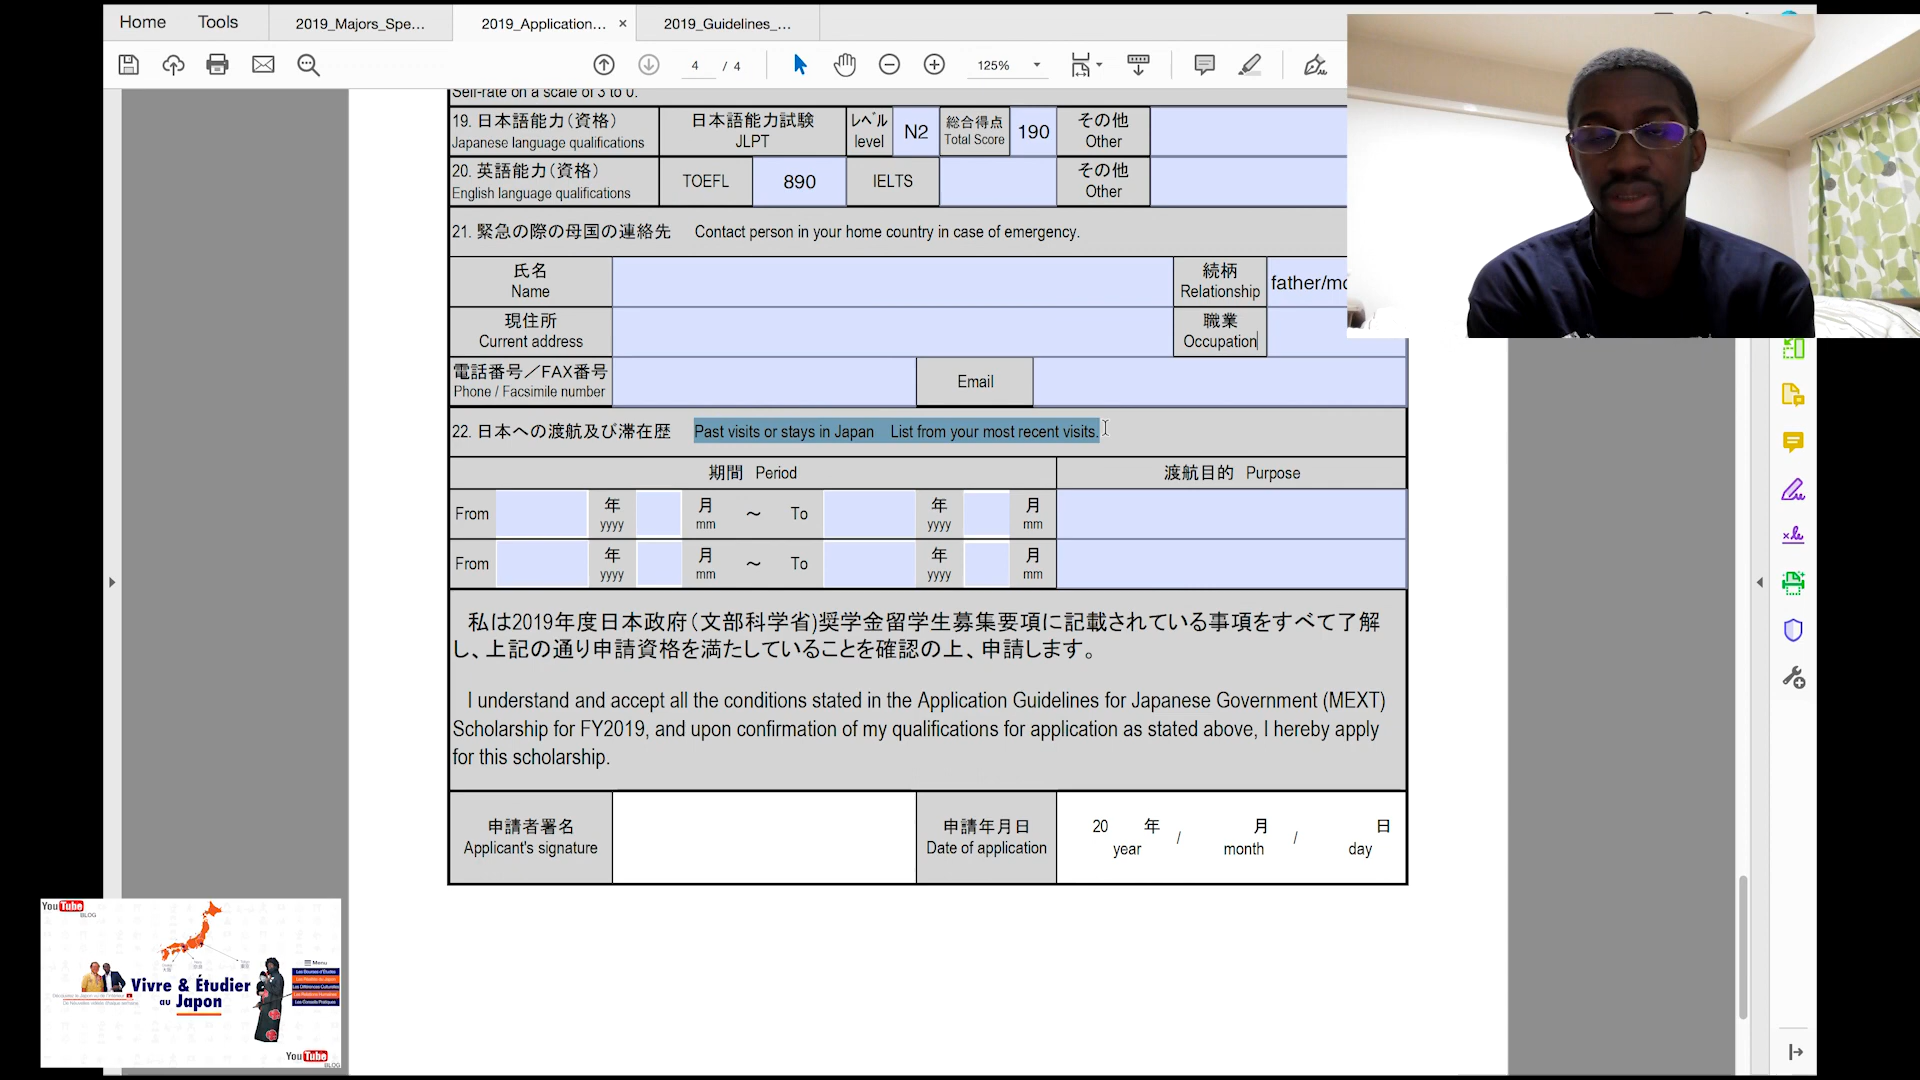 Home Tools 2019_Majors_Spe... 2019_Application... × 2019_Guidelines_...
4 / 4 125%
Self-rate on a scale of 3 to 0.
19. 日本語能力(資格)
Japanese language qualifications
日本語能力試験
JLPT
レベル
level
N2
総合得点
Total Score
190
その他
Other
20. 英語能力(資格)
English language qualifications
TOEFL 890 IELTS
その他
Other
21. 緊急の際の母国の連絡先 Contact person in your home country in case of emergency.
氏名
Name
続柄
Relationship
father/mo
現住所
Current address
職業
Occupation
電話番号/FAX番号
Phone / Facsimile number
Email
22. 日本への渡航及び滞在歴 Past visits or stays in Japan List from your most recent visits.
期間 Period 渡航目的 Purpose
From 年 月 ~ To 年 月
yyyy mm yyyy mm
From 年 月 ~ To 年 月
yyyy mm yyyy mm
私は2019年度日本政府(文部科学省)奨学金留学生募集要項に記載されている事項をすべて了解
し、上記の通り申請資格を満たしていることを確認の上、申請します。
I understand and accept all the conditions stated in the Application Guidelines for Japanese Government (MEXT)
Scholarship for FY2019, and upon confirmation of my qualifications for application as stated above, I hereby apply
for this scholarship.
申請者署名
Applicant's signature
申請年月日
Date of application
20 年 / 月 / 日
year month day
YouTube
BLOG
Vivre & Étudier
au Japon
Menu
YouTube
BLOG